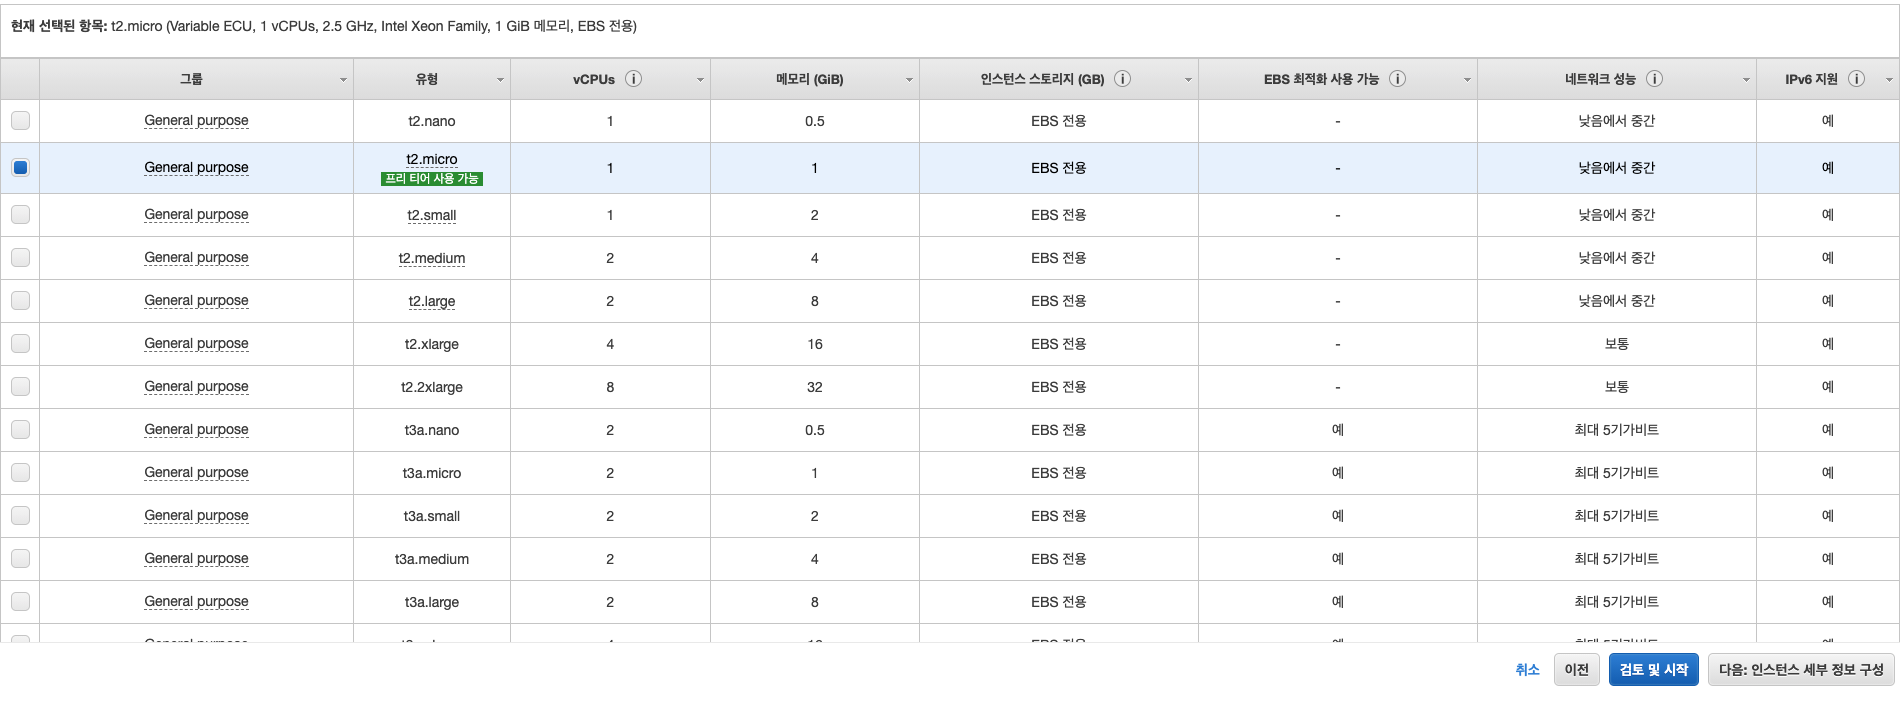 현재 선택된 항목: t2.micro (Variable ECU, 1 vCPUs, 2.5 GHz, Intel Xeon Family, 1 GiB 메모리, EBS 전용)
그룹 유형 vCPUs i 메모리 (GiB) 인스턴스 스토리지 (GB) i EBS 최적화 사용 가능 i 네트워크 성능 i IPv6 지원 i
General purpose t2.nano 1 0.5 EBS 전용 - 낮음에서 중간 예
General purpose t2.micro 1 1 EBS 전용 - 낮음에서 중간 예
프리 티어 사용 가능
General purpose t2.small 1 2 EBS 전용 - 낮음에서 중간 예
General purpose t2.medium 2 4 EBS 전용 - 낮음에서 중간 예
General purpose t2.large 2 8 EBS 전용 - 낮음에서 중간 예
General purpose t2.xlarge 4 16 EBS 전용 - 보통 예
General purpose t2.2xlarge 8 32 EBS 전용 - 보통 예
General purpose t3a.nano 2 0.5 EBS 전용 예 최대 5기가비트 예
General purpose t3a.micro 2 1 EBS 전용 예 최대 5기가비트 예
General purpose t3a.small 2 2 EBS 전용 예 최대 5기가비트 예
General purpose t3a.medium 2 4 EBS 전용 예 최대 5기가비트 예
General purpose t3a.large 2 8 EBS 전용 예 최대 5기가비트 예
취소 이전 검토 및 시작 다음: 인스턴스 세부 정보 구성